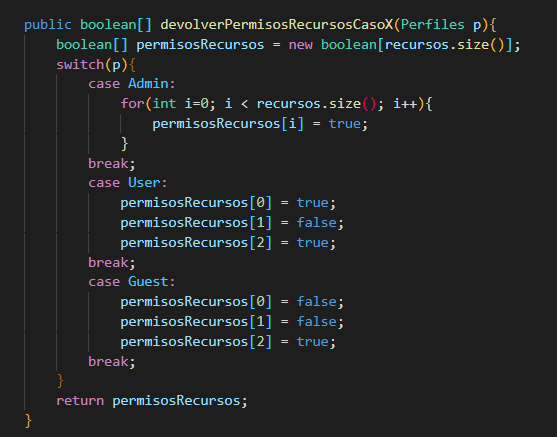 public boolean[] devolverPermisosRecursosCasoX(Perfiles p){
boolean[] permisosRecursos = new boolean[recursos.size()];
switch(p){
case Admin:
for(int i=0; i < recursos.size(); i++){
permisosRecursos[i] = true;
}
break;
case User:
permisosRecursos[0] = true;
permisosRecursos[1] = false;
permisosRecursos[2] = true;
break;
case Guest:
permisosRecursos[0] = false;
permisosRecursos[1] = false;
permisosRecursos[2] = true;
break;
}
return permisosRecursos;
}